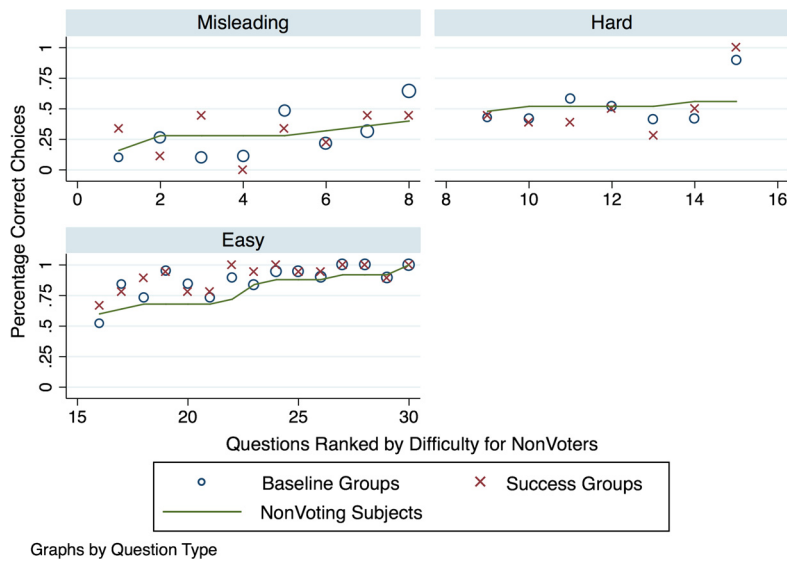 Misleading
Hard
Percentage Correct Choices
1
.75
.5
.25
0
0 2 4 6 8
8 10 12 14 16
Easy
1
.75
.5
.25
0
15 20 25 30
Questions Ranked by Difficulty for NonVoters
Baseline Groups
Success Groups
NonVoting Subjects
Graphs by Question Type